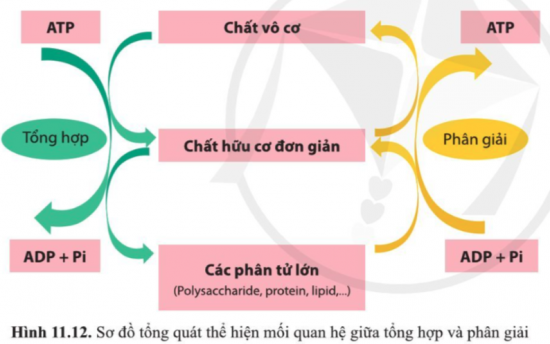 ATP
Chất vô cơ
ATP
Tổng hợp
Chất hữu cơ đơn giản
Phân giải
ADP + Pi
Các phân tử lớn
(Polysaccharide, protein, lipid,...)
ADP + Pi
Hình 11.12. Sơ đồ tổng quát thể hiện mối quan hệ giữa tổng hợp và phân giải